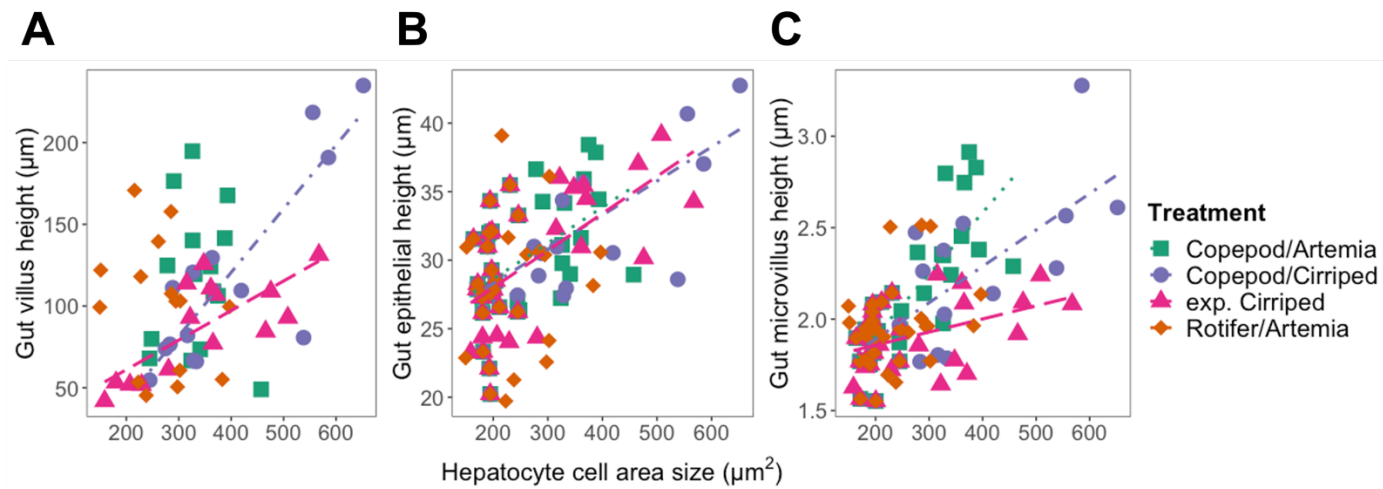 A B C
Gut villus height (μm)
200
150
100
50
200 300 400 500 600
Gut epithelial height (μm)
40
35
30
25
20
200 300 400 500 600
Gut microvillus height (μm)
3.0
2.5
2.0
1.5
200 300 400 500 600
Hepatocyte cell area size (μm²)
Treatment
Copepod/Artemia
Copepod/Cirriped
exp. Cirriped
Rotifer/Artemia